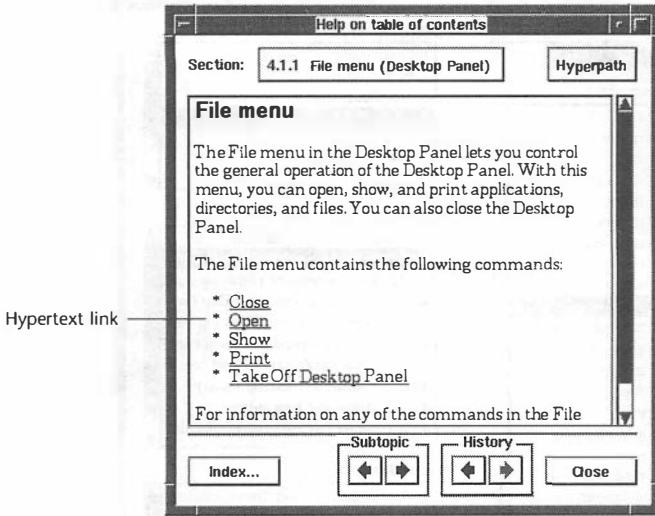 Help on table of contents
Section: 4.1.1 File menu (Desktop Panel) Hyperpath
File menu
The File menu in the Desktop Panel lets you control
the general operation of the Desktop Panel. With this
menu, you can open, show, and print applications,
directories, and files. You can also close the Desktop
Panel.
The File menu contains the following commands:
* Close
Hypertext link
* Open
* Show
* Print
* Take Off Desktop Panel
For information on any of the commands in the File
Subtopic History
Index... Close